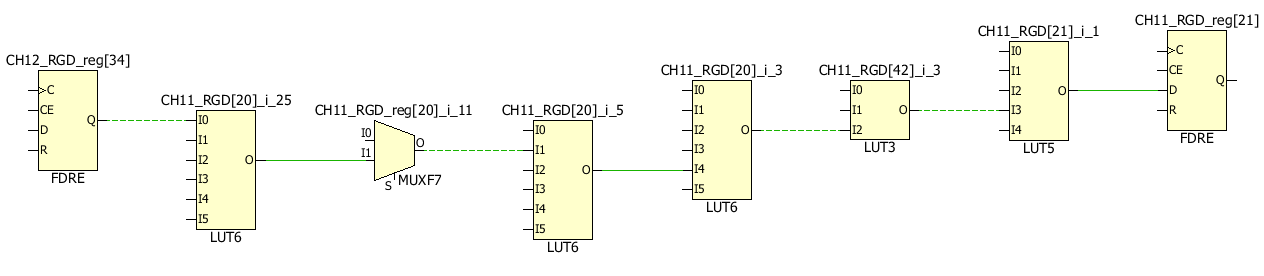 CH12_RGD_reg[34]
C
CE
D
R
Q
FDRE
CH11_RGD[20]_i_25
I0
I1
I2
I3
I4
I5
O
LUT6
CH11_RGD_reg[20]_i_11
I0
I1
S
O
MUXF7
CH11_RGD[20]_i_5
I0
I1
I2
I3
I4
I5
O
LUT6
CH11_RGD[20]_i_3
I0
I1
I2
I3
I4
I5
O
LUT6
CH11_RGD[42]_i_3
I0
I1
I2
O
LUT3
CH11_RGD[21]_i_1
I0
I1
I2
I3
I4
O
LUT5
CH11_RGD_reg[21]
C
CE
D
R
Q
FDRE